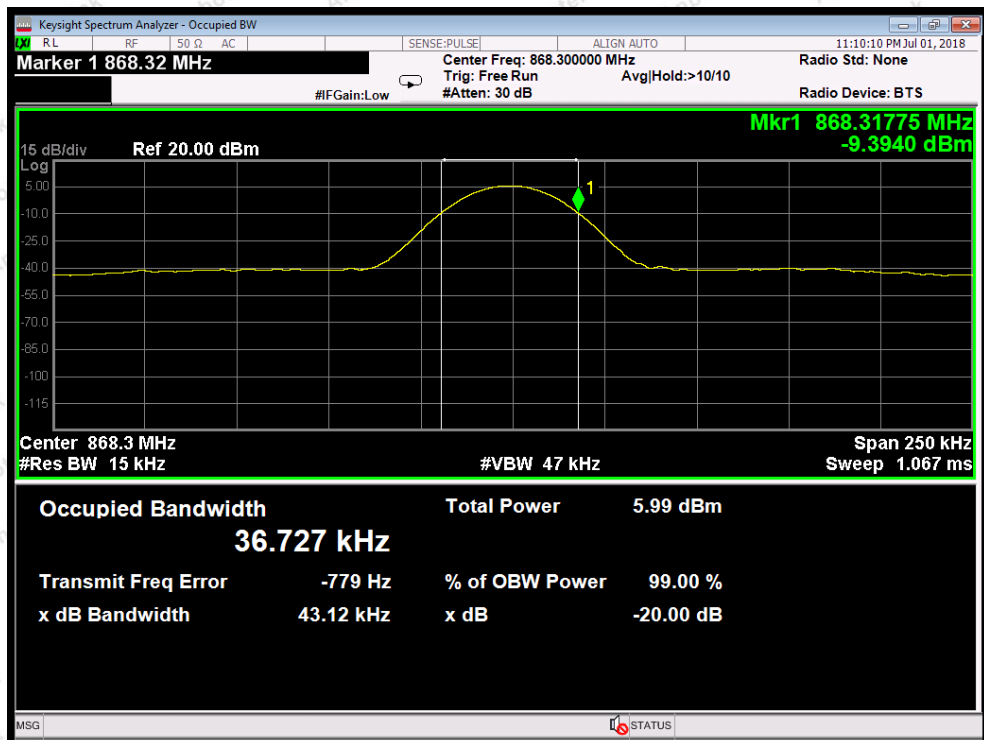 Keysight Spectrum Analyzer - Occupied BW
LXI RL RF 50 Ω AC SENSE:PULSE ALIGN AUTO 11:10:10 PM Jul 01, 2018
Marker 1 868.32 MHz Center Freq: 868.300000 MHz Radio Std: None
Trig: Free Run Avg|Hold:>10/10
#IFGain:Low #Atten: 30 dB Radio Device: BTS
Mkr1 868.31775 MHz
15 dB/div Ref 20.00 dBm -9.3940 dBm
Log
5.00
1
-10.0
-25.0
-40.0
-55.0
-70.0
-85.0
-100
-115
Center 868.3 MHz Span 250 kHz
#Res BW 15 kHz #VBW 47 kHz Sweep 1.067 ms
Occupied Bandwidth Total Power 5.99 dBm
36.727 kHz
Transmit Freq Error -779 Hz % of OBW Power 99.00 %
x dB Bandwidth 43.12 kHz x dB -20.00 dB
MSG STATUS